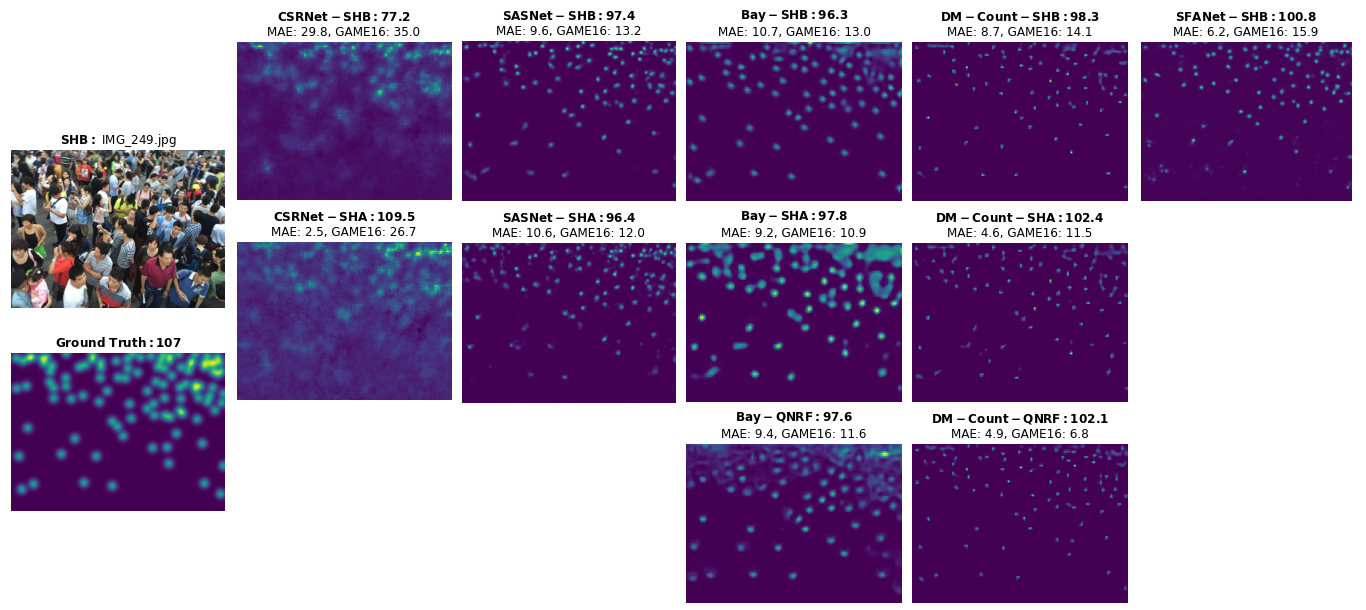 CSRNet−SHB: 77.2
MAE: 29.8, GAME16: 35.0
SASNet−SHB: 97.4
MAE: 9.6, GAME16: 13.2
Bay−SHB: 96.3
MAE: 10.7, GAME16: 13.0
DM−Count−SHB: 98.3
MAE: 8.7, GAME16: 14.1
SFANet−SHB: 100.8
MAE: 6.2, GAME16: 15.9
SHB: IMG_249.jpg
CSRNet−SHA: 109.5
MAE: 2.5, GAME16: 26.7
SASNet−SHA: 96.4
MAE: 10.6, GAME16: 12.0
Bay−SHA: 97.8
MAE: 9.2, GAME16: 10.9
DM−Count−SHA: 102.4
MAE: 4.6, GAME16: 11.5
Ground Truth: 107
Bay−QNRF: 97.6
MAE: 9.4, GAME16: 11.6
DM−Count−QNRF: 102.1
MAE: 4.9, GAME16: 6.8